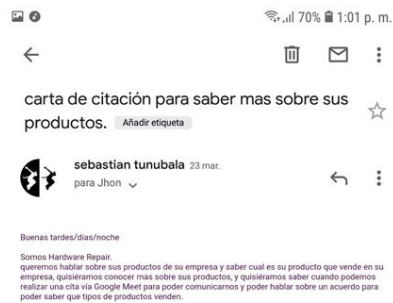 70% 1:01 p. m.
carta de citación para saber mas sobre sus
productos. Añadir etiqueta
sebastian tunubala 23 mar.
para Jhon
Buenas tardes/días/noche
Somos Hardware Repair.
queremos hablar sobre sus productos de su empresa y saber cual es su producto que vende en su
empresa, quisiéramos conocer mas sobre sus productos, y quisiéramos saber cuando podemos
realizar una cita vía Google Meet para poder comunicarnos y poder hablar sobre un acuerdo para
poder saber que tipos de productos venden.